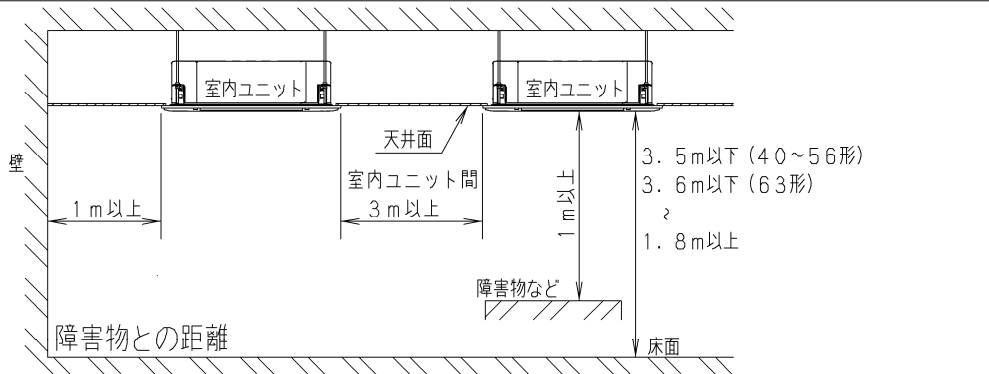 室内ユニット
室内ユニット
天井面
壁
3.5m以下(40~56形)
室内ユニット間
3.6m以下(63形)
1m以上
3m以上
1m以上
~
1.8m以上
障害物など
障害物との距離
床面